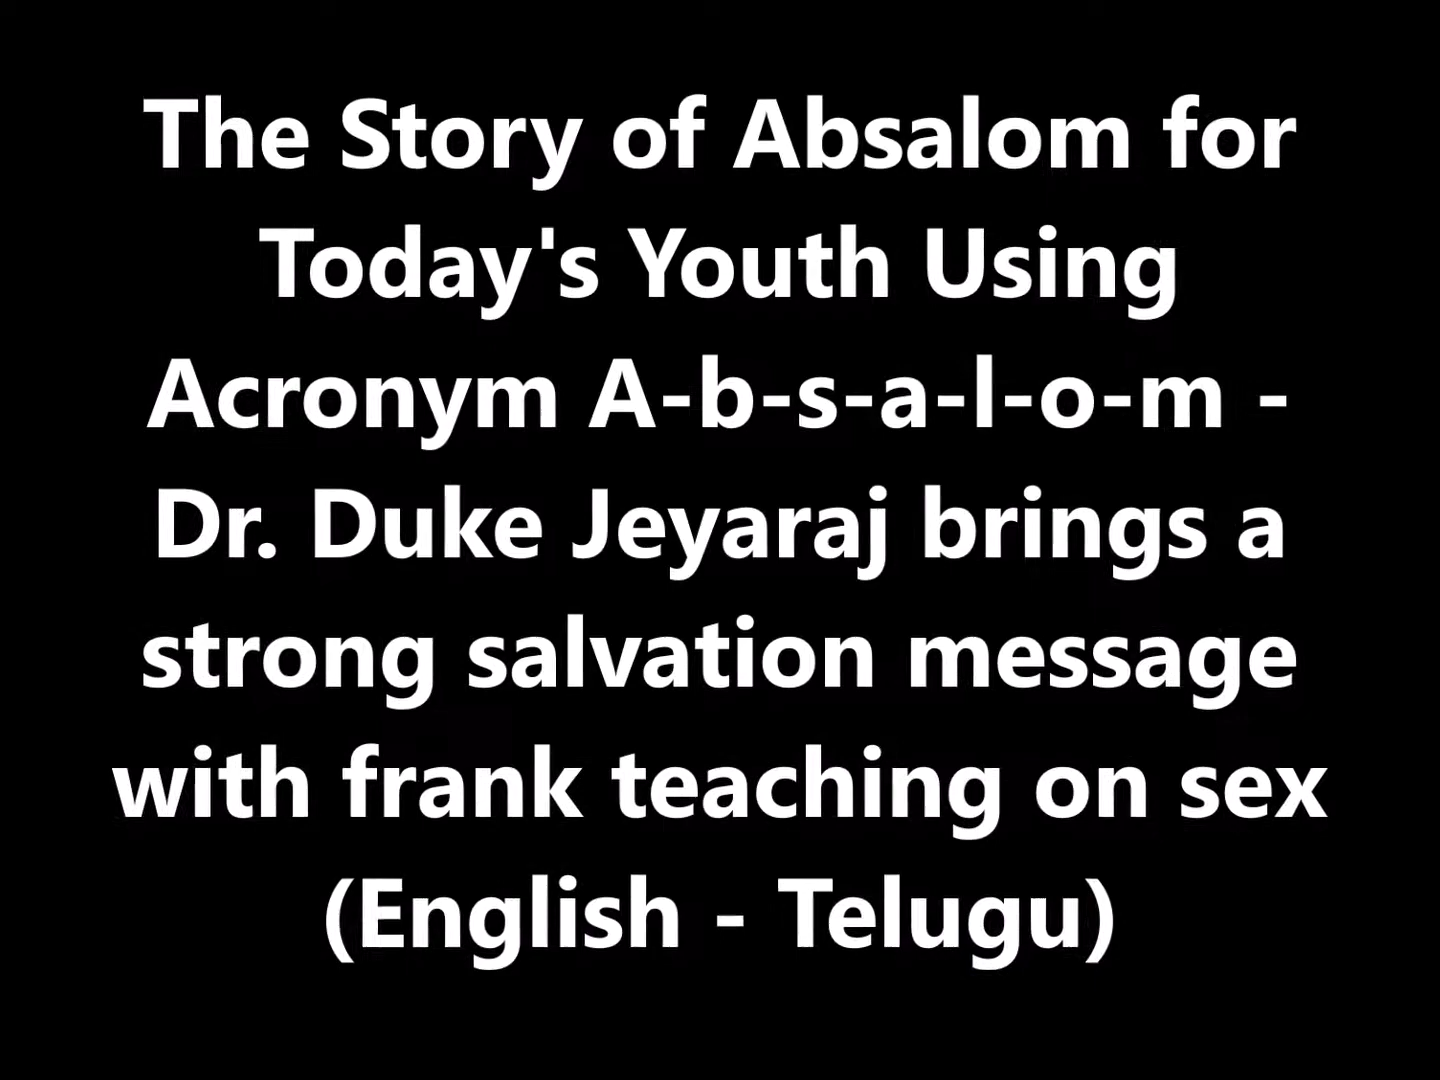 The Story of Absalom for
Today's Youth Using
Acronym A-b-s-a-l-o-m -
Dr. Duke Jeyaraj brings a
strong salvation message
with frank teaching on sex
(English - Telugu)